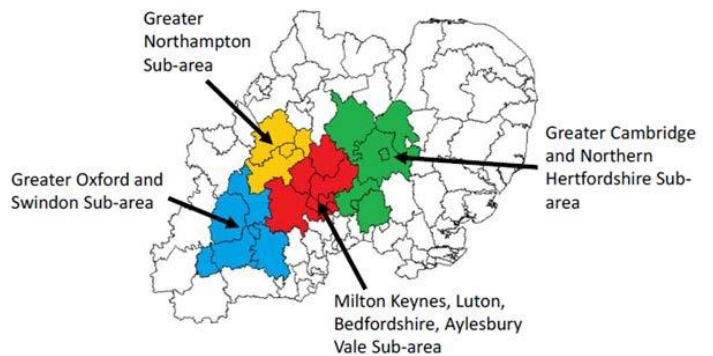 Greater
Northampton
Sub-area
Greater Cambridge
and Northern
Hertfordshire Sub-
area
Greater Oxford and
Swindon Sub-area
Milton Keynes, Luton,
Bedfordshire, Aylesbury
Vale Sub-area